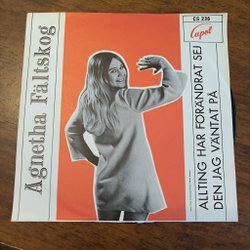 Agnetha Fältskog
CS 236
Cupol
ALLTING HAR FÖRÄNDRAT SEJ
DEN JAG VÄNTAT PÅ